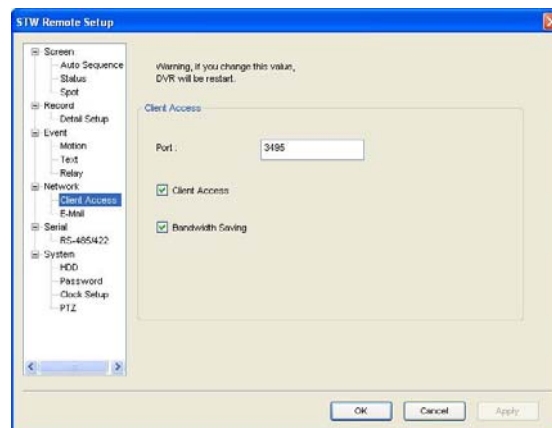 STW Remote Setup
Screen
Auto Sequence
Status
Spot
Record
Detail Setup
Event
Motion
Text
Relay
Network
Client Access
E-Mail
Serial
RS-485/422
System
HDD
Password
Clock Setup
PTZ
Warning, if you change this value,
DVR will be restart.
Client Access
Port :
3495
Client Access
Bandwidth Saving
OK
Cancel
Apply